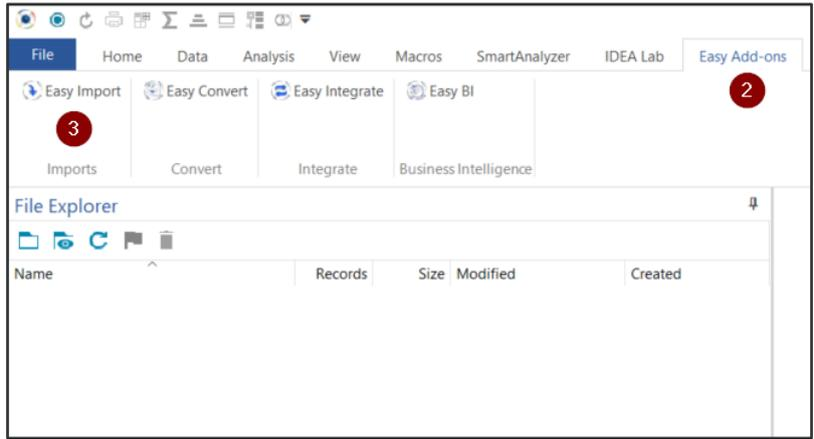 File Home Data Analysis View Macros SmartAnalyzer IDEA Lab Easy Add-ons
Easy Import Easy Convert Easy Integrate Easy BI
2
3
Imports Convert Integrate Business Intelligence
File Explorer
Name Records Size Modified Created